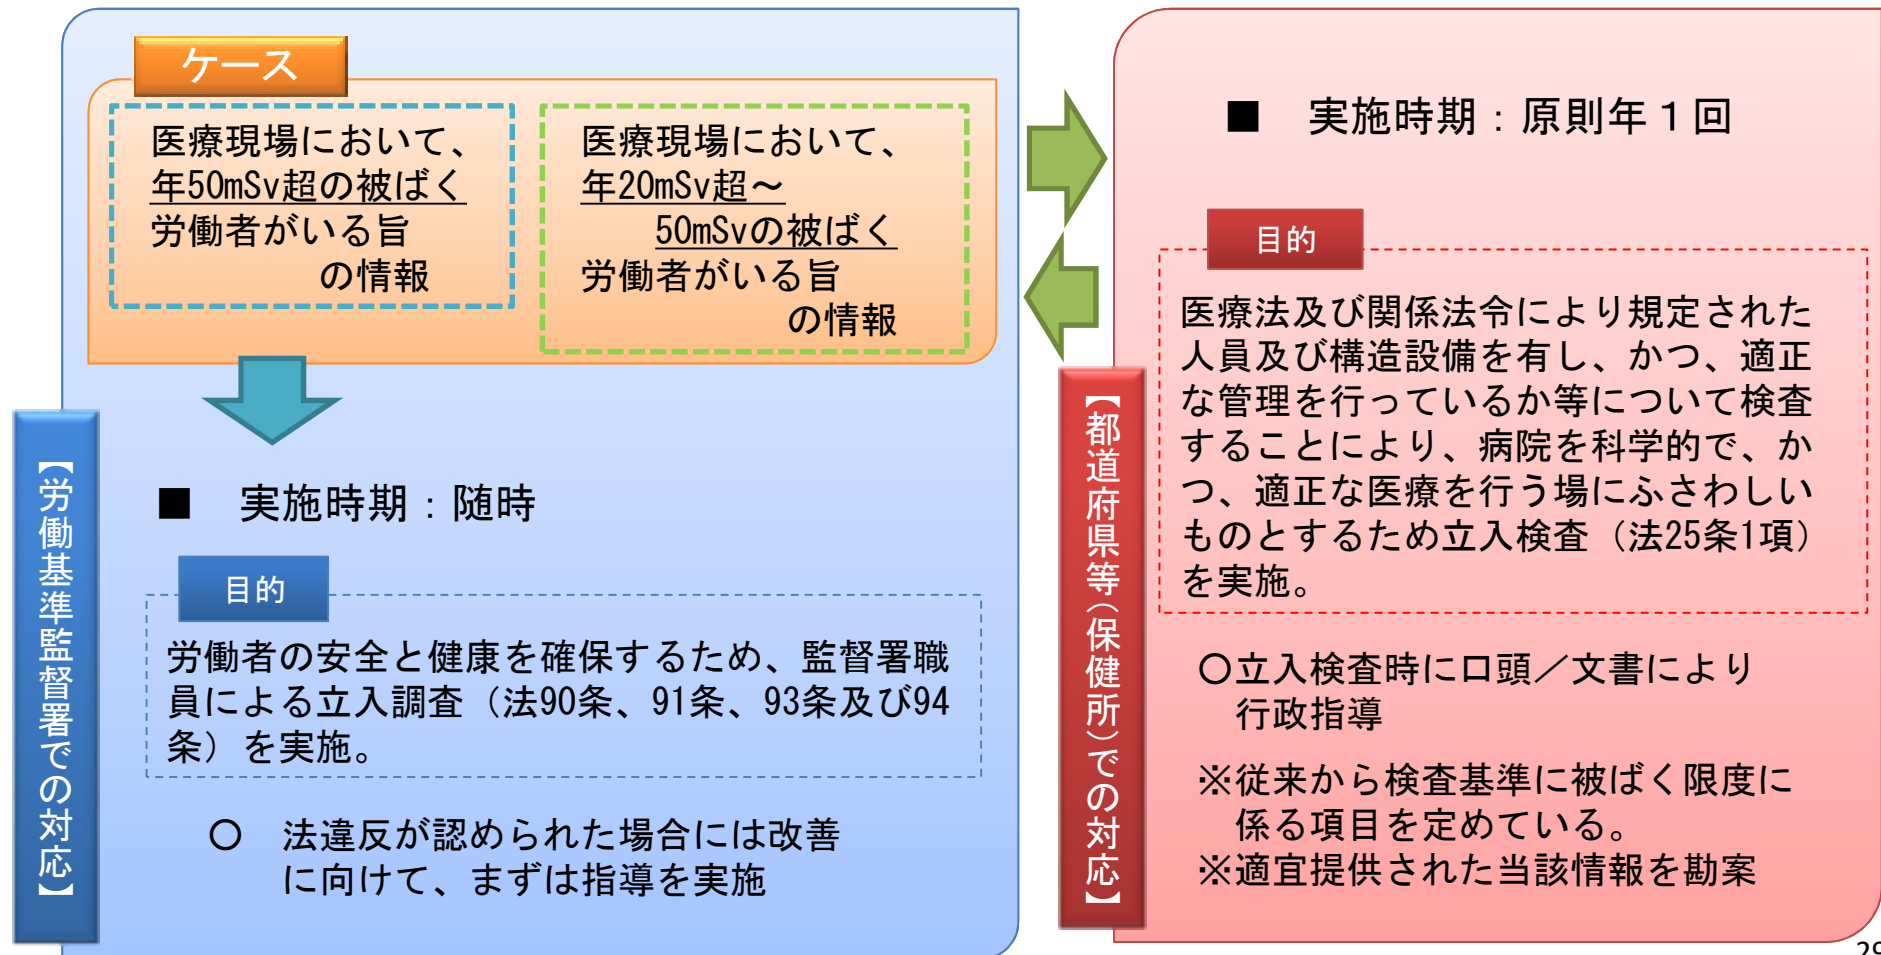 ケース
医療現場において、
年50mSv超の被ばく
労働者がいる旨
の情報
医療現場において、
年20mSv超～
50mSvの被ばく
労働者がいる旨
の情報
【労働基準監督署での対応】
■ 実施時期：随時
目的
労働者の安全と健康を確保するため、監督署職
員による立入調査（法90条、91条、93条及び94
条）を実施。
○ 法違反が認められた場合には改善
に向けて、まずは指導を実施
【都道府県等（保健所）での対応】
■ 実施時期：原則年１回
目的
医療法及び関係法令により規定された
人員及び構造設備を有し、かつ、適正
な管理を行っているか等について検査
することにより、病院を科学的で、か
つ、適正な医療を行う場にふさわしい
ものとするため立入検査（法25条1項）
を実施。
○立入検査時に口頭／文書により
行政指導
※従来から検査基準に被ばく限度に
係る項目を定めている。
※適宜提供された当該情報を勘案
29